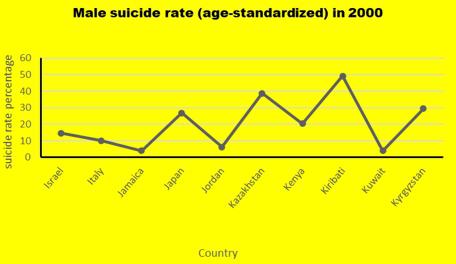 Male suicide rate (age-standardized) in 2000
suicide rate percentage
60
50
40
30
20
10
0
Israel
Italy
Jamaica
Japan
Jordan
Kazakhstan
Kenya
Kiribati
Kuwait
Kyrgyzstan
Country